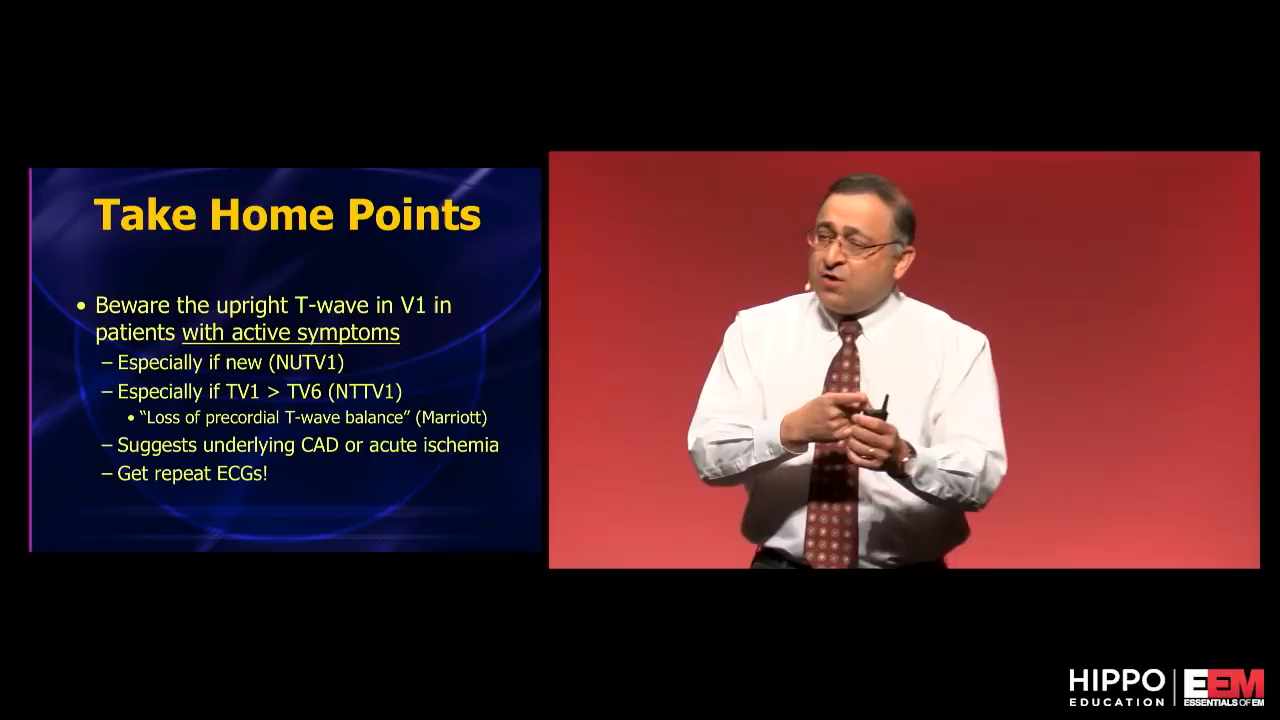 Take Home Points
• Beware the upright T-wave in V1 in
patients with active symptoms
– Especially if new (NUTV1)
– Especially if TV1 > TV6 (NTTV1)
• “Loss of precordial T-wave balance” (Marriott)
– Suggests underlying CAD or acute ischemia
– Get repeat ECGs!
HIPPO
EDUCATION
EEM
ESSENTIALS OF EM